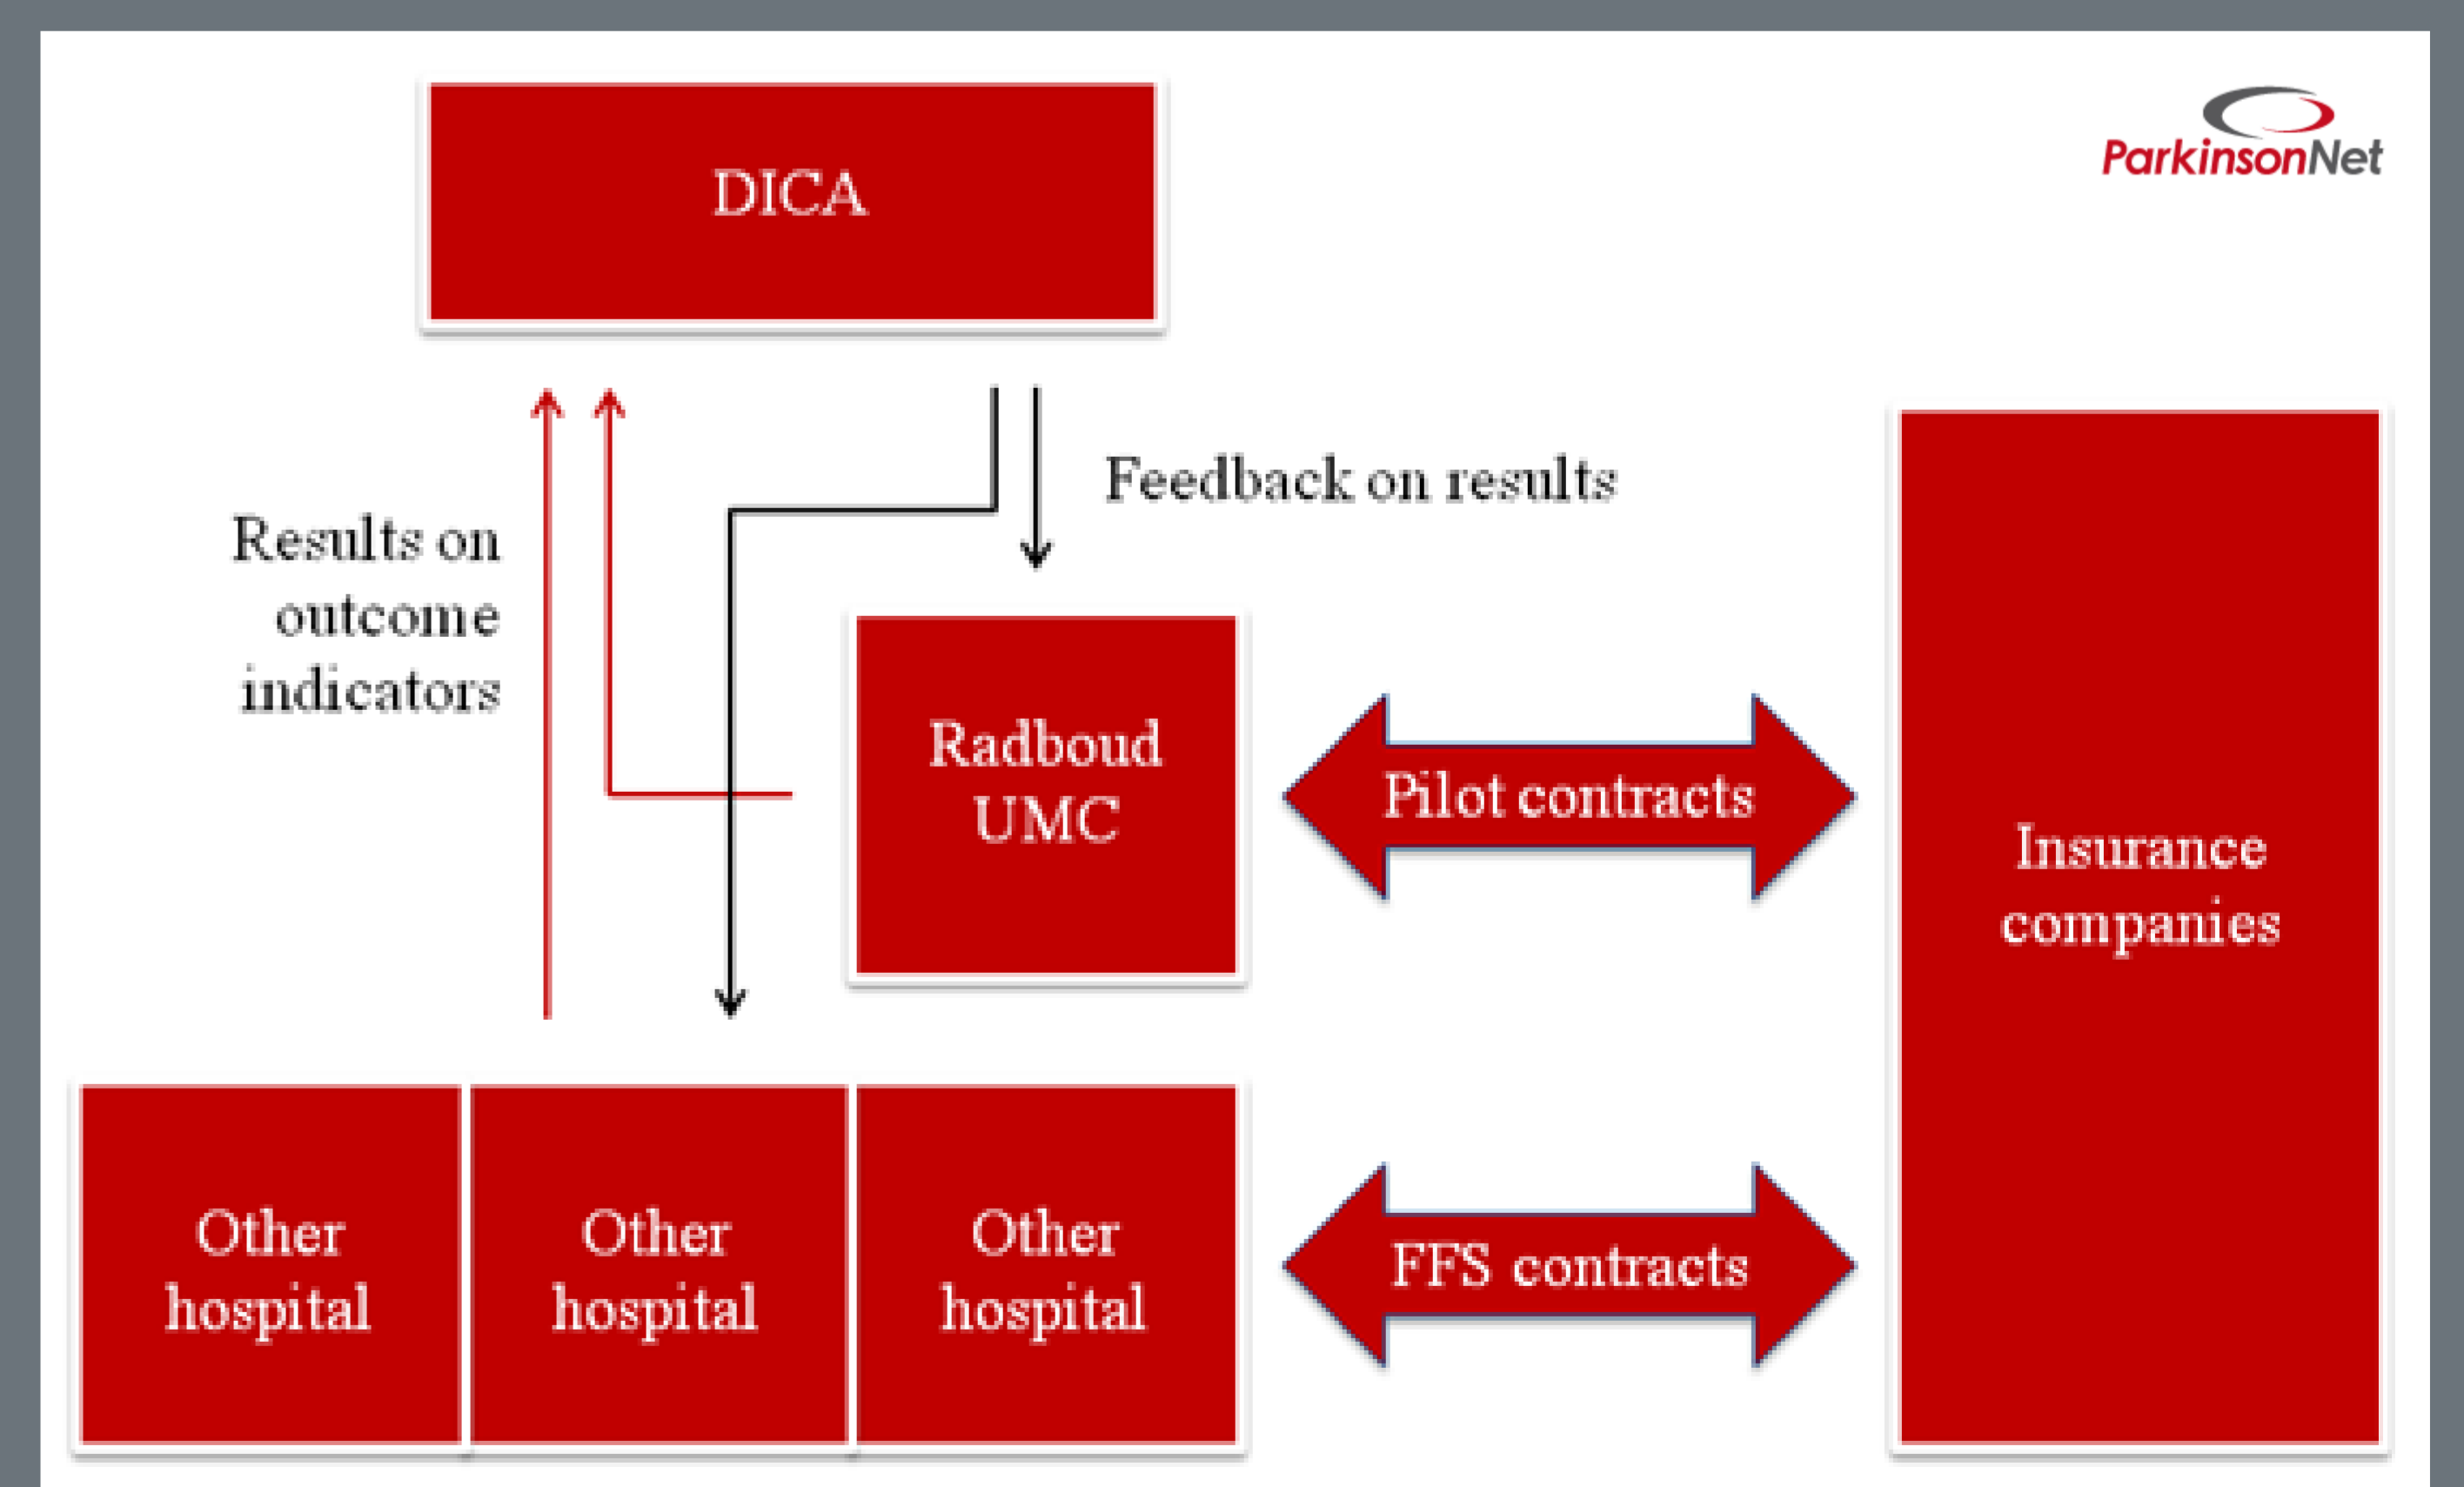 DICA
ParkinsonNet
Feedback on results
Results on
outcome
indicators
Radboud
UMC
Pilot contracts
Insurance
companies
Other
hospital
Other
hospital
Other
hospital
FFS contracts